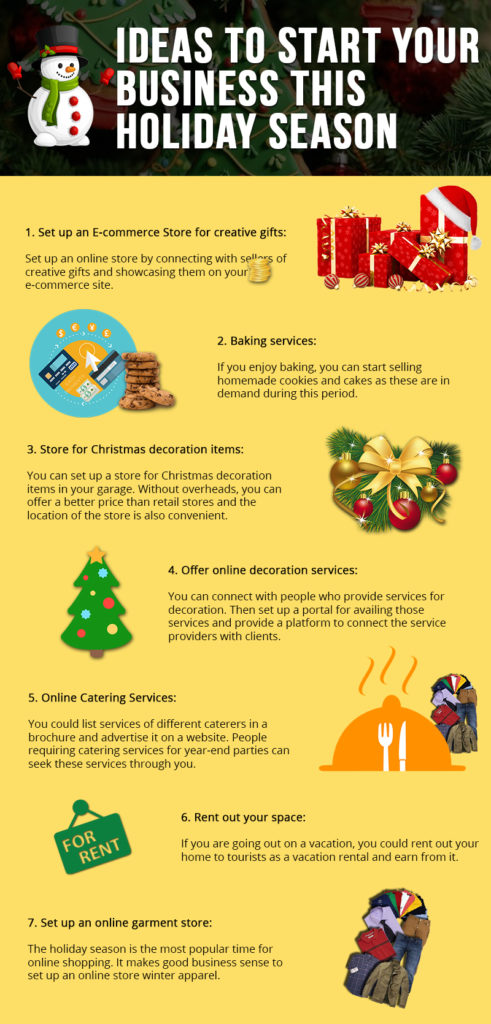 IDEAS TO START YOUR
BUSINESS THIS
HOLIDAY SEASON
1. Set up an E-commerce Store for creative gifts:
Set up an online store by connecting with sellers of
creative gifts and showcasing them on your
e-commerce site.
2. Baking services:
If you enjoy baking, you can start selling
homemade cookies and cakes as these are in
demand during this period.
3. Store for Christmas decoration items:
You can set up a store for Christmas decoration
items in your garage. Without overheads, you can
offer a better price than retail stores and the
location of the store is also convenient.
4. Offer online decoration services:
You can connect with people who provide services for
decoration. Then set up a portal for availing those
services and provide a platform to connect the service
providers with clients.
5. Online Catering Services:
You could list services of different caterers in a
brochure and advertise it on a website. People
requiring catering services for year-end parties can
seek these services through you.
FOR
RENT
6. Rent out your space:
If you are going out on a vacation, you could rent out your
home to tourists as a vacation rental and earn from it.
7. Set up an online garment store:
The holiday season is the most popular time for
online shopping. It makes good business sense to
set up an online store winter apparel.